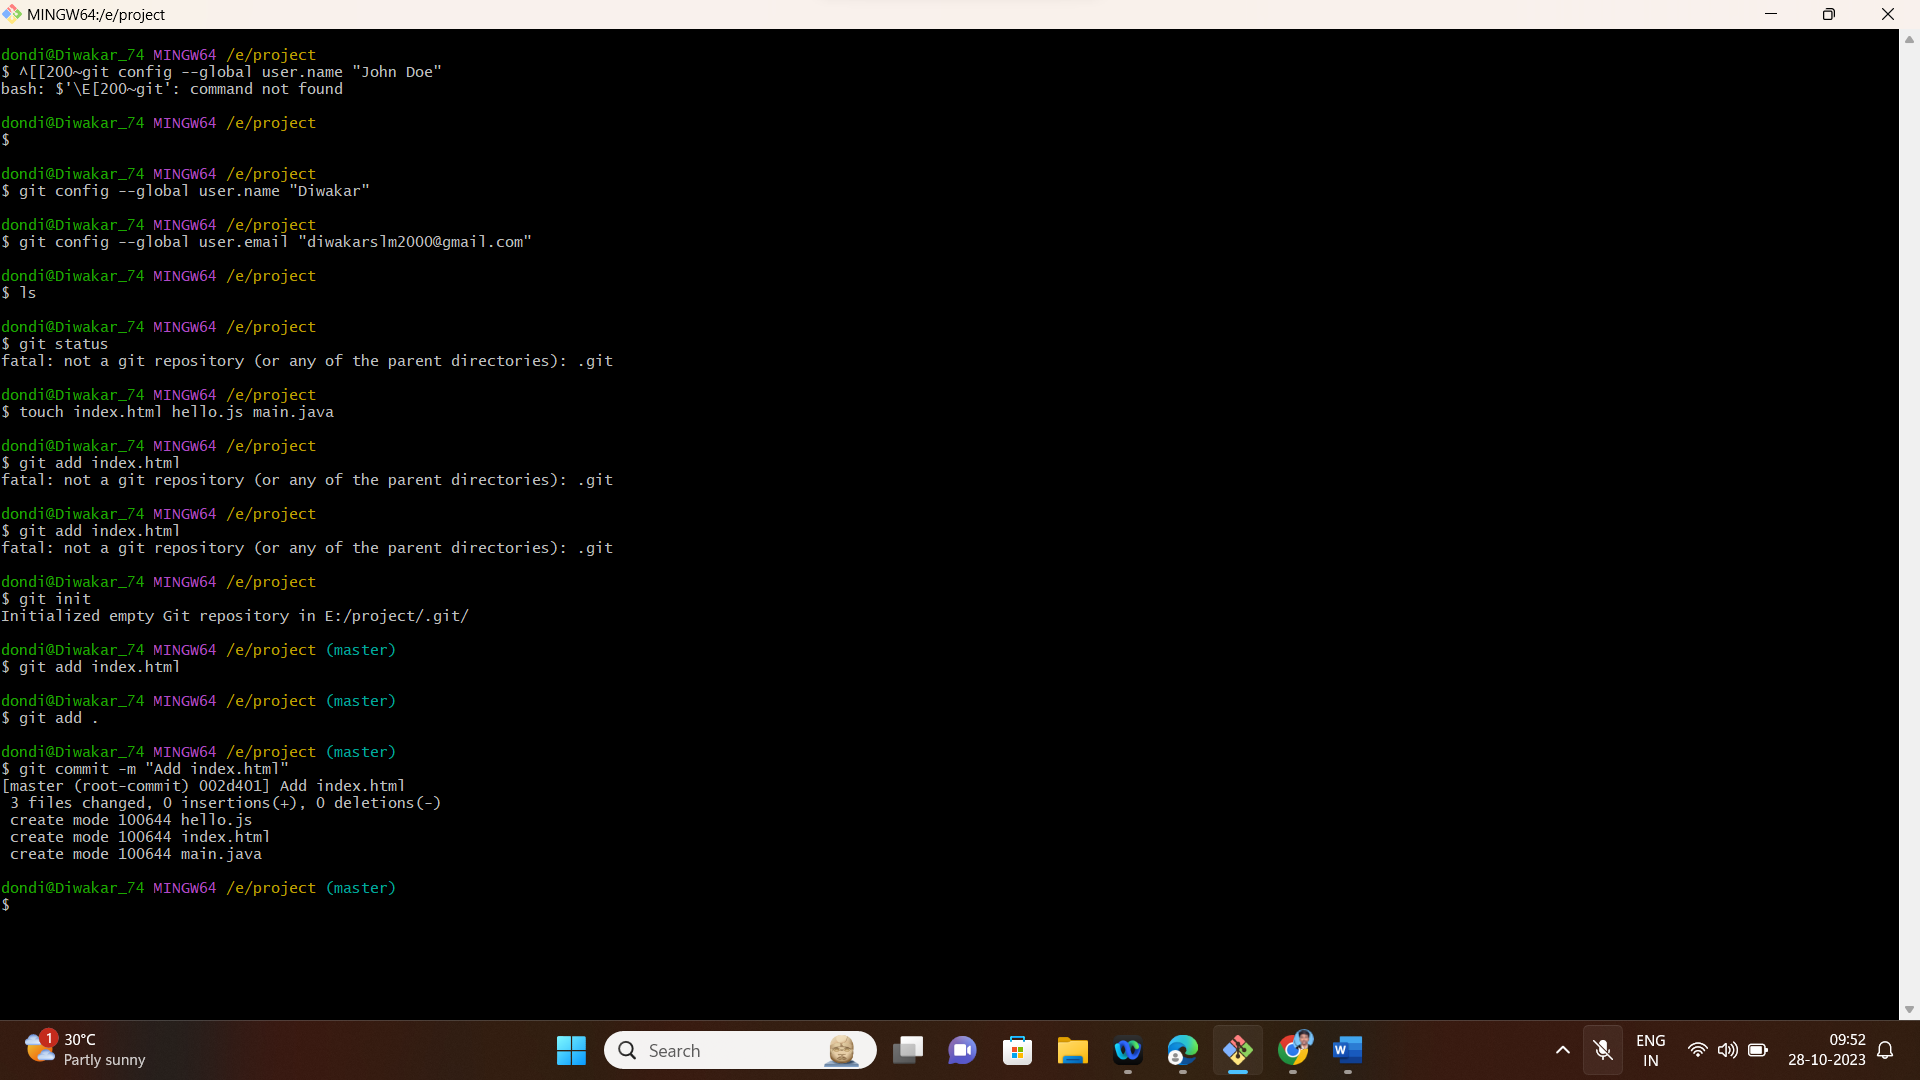 MINGW64:/e/project
dondi@Diwakar_74 MINGW64 /e/project
$ ^[[200~git config --global user.name "John Doe"
bash: $'\E[200~git': command not found
dondi@Diwakar_74 MINGW64 /e/project
$
dondi@Diwakar_74 MINGW64 /e/project
$ git config --global user.name "Diwakar"
dondi@Diwakar_74 MINGW64 /e/project
$ git config --global user.email "diwakarslm2000@gmail.com"
dondi@Diwakar_74 MINGW64 /e/project
$ ls
dondi@Diwakar_74 MINGW64 /e/project
$ git status
fatal: not a git repository (or any of the parent directories): .git
dondi@Diwakar_74 MINGW64 /e/project
$ touch index.html hello.js main.java
dondi@Diwakar_74 MINGW64 /e/project
$ git add index.html
fatal: not a git repository (or any of the parent directories): .git
dondi@Diwakar_74 MINGW64 /e/project
$ git add index.html
fatal: not a git repository (or any of the parent directories): .git
dondi@Diwakar_74 MINGW64 /e/project
$ git init
Initialized empty Git repository in E:/project/.git/
dondi@Diwakar_74 MINGW64 /e/project (master)
$ git add index.html
dondi@Diwakar_74 MINGW64 /e/project (master)
$ git add .
dondi@Diwakar_74 MINGW64 /e/project (master)
$ git commit -m "Add index.html"
[master (root-commit) 002d401] Add index.html
3 files changed, 0 insertions(+), 0 deletions(-)
create mode 100644 hello.js
create mode 100644 index.html
create mode 100644 main.java
dondi@Diwakar_74 MINGW64 /e/project (master)
$
1
30°C
Partly sunny
Search
W
ENG
IN
09:52
28-10-2023